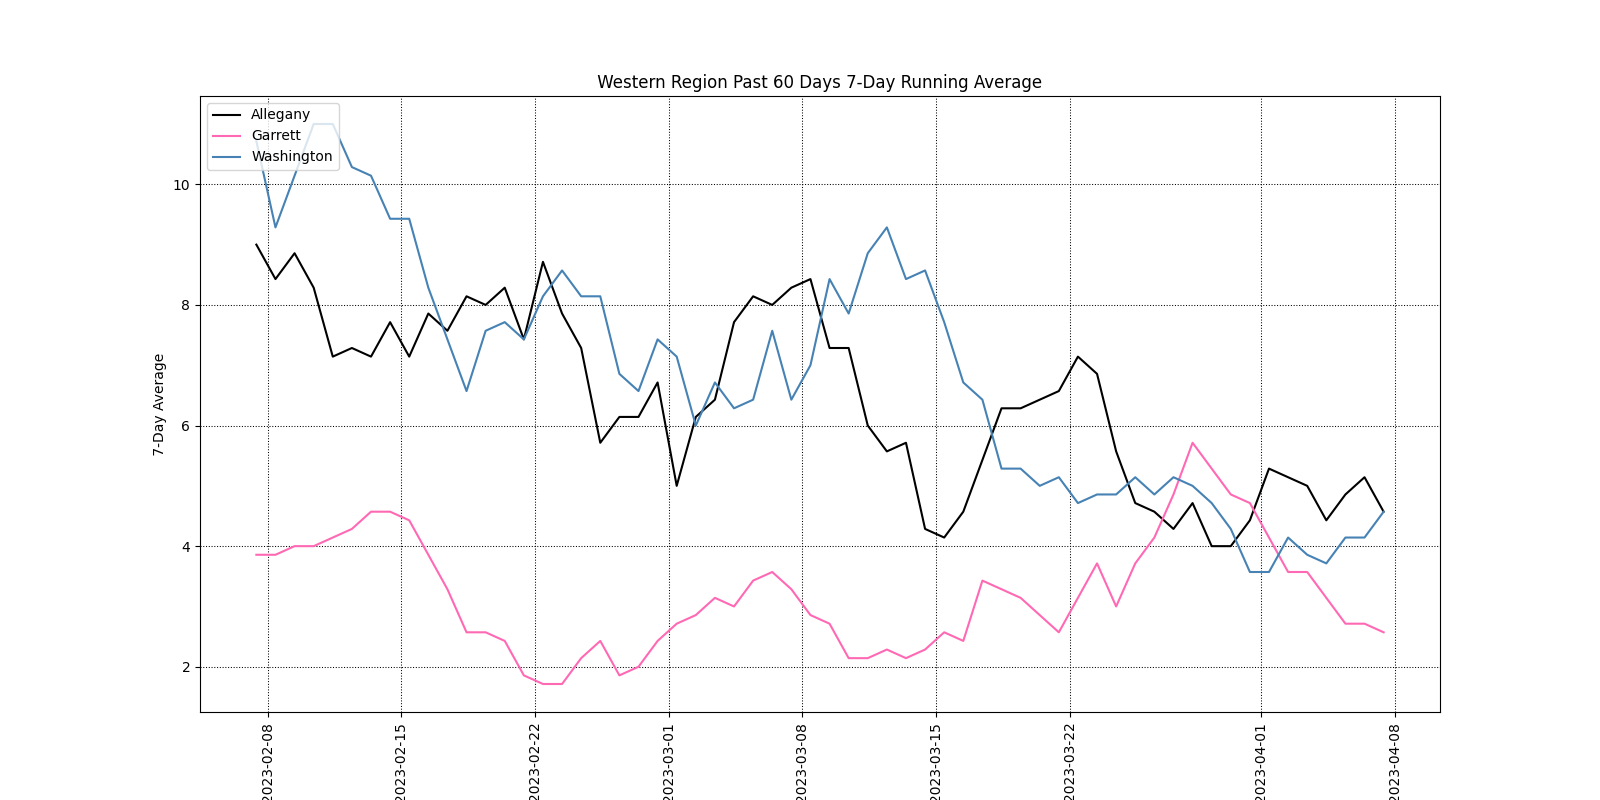 Western Region Past 60 Days 7-Day Running Average
Allegany
Garrett
Washington
7-Day Average
10
8
6
4
2
2023-02-08
2023-02-15
2023-02-22
2023-03-01
2023-03-08
2023-03-15
2023-03-22
2023-04-01
2023-04-08